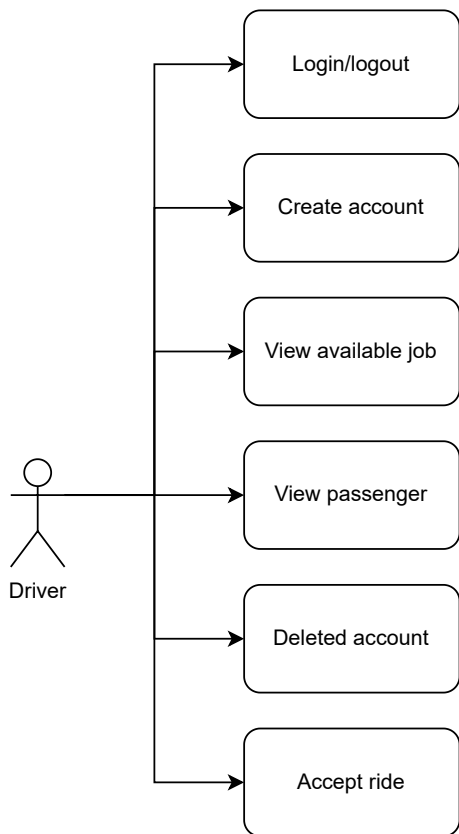 Login/logout
Create account
View available job
View passenger
Driver
Deleted account
Accept ride